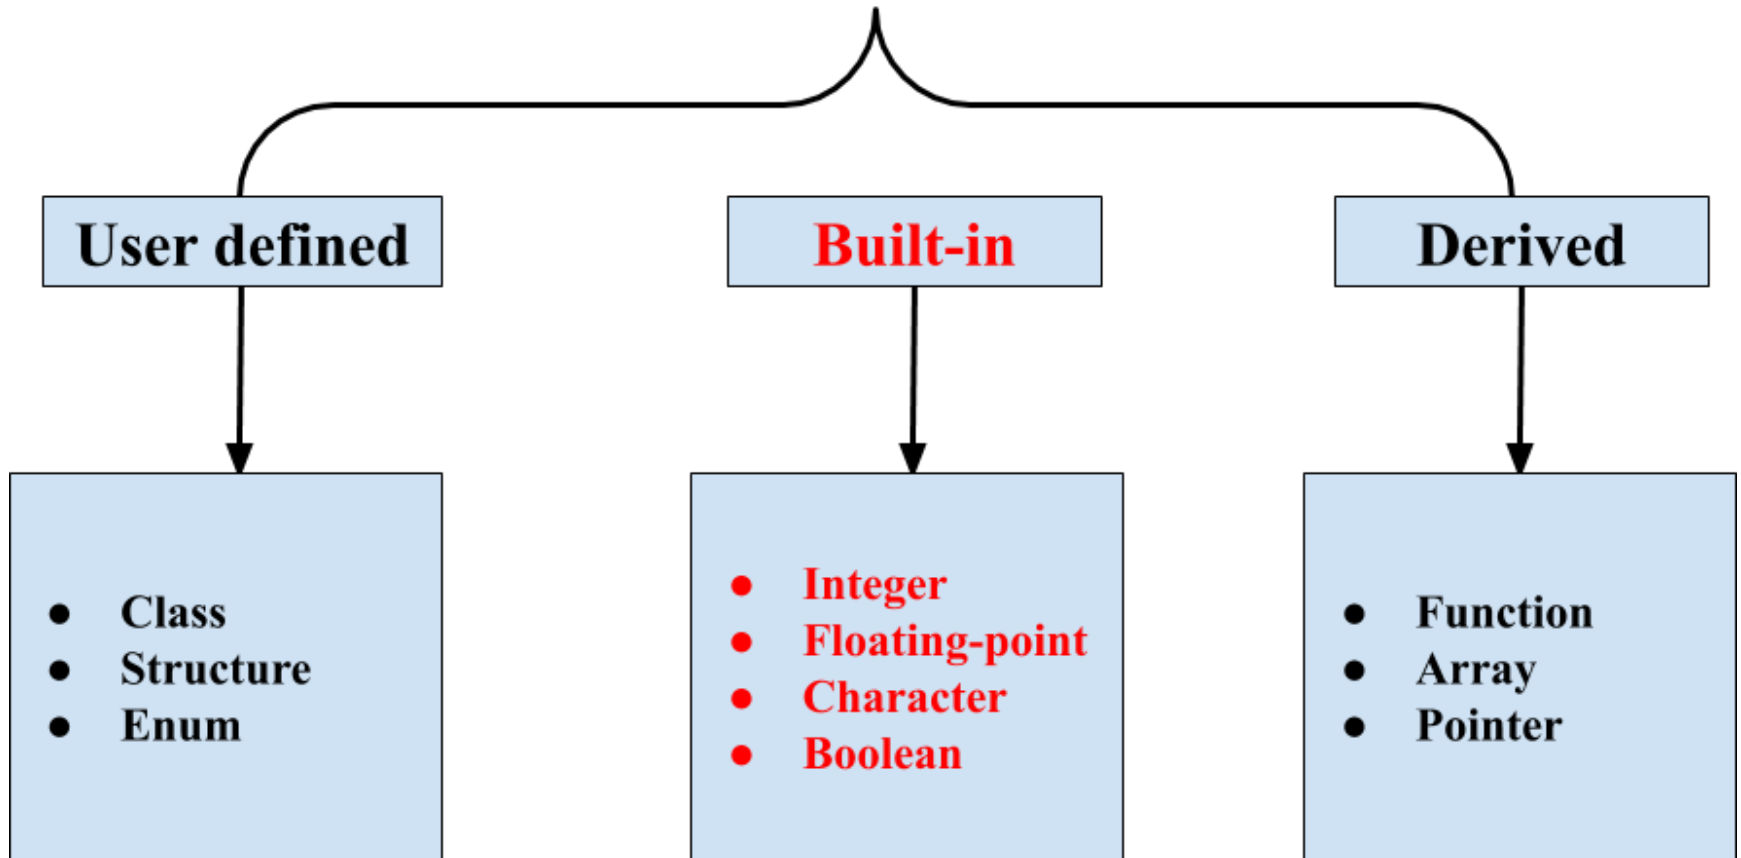 User defined
Built-in
Derived
● Class
● Structure
● Enum
● Integer
● Floating-point
● Character
● Boolean
● Function
● Array
● Pointer